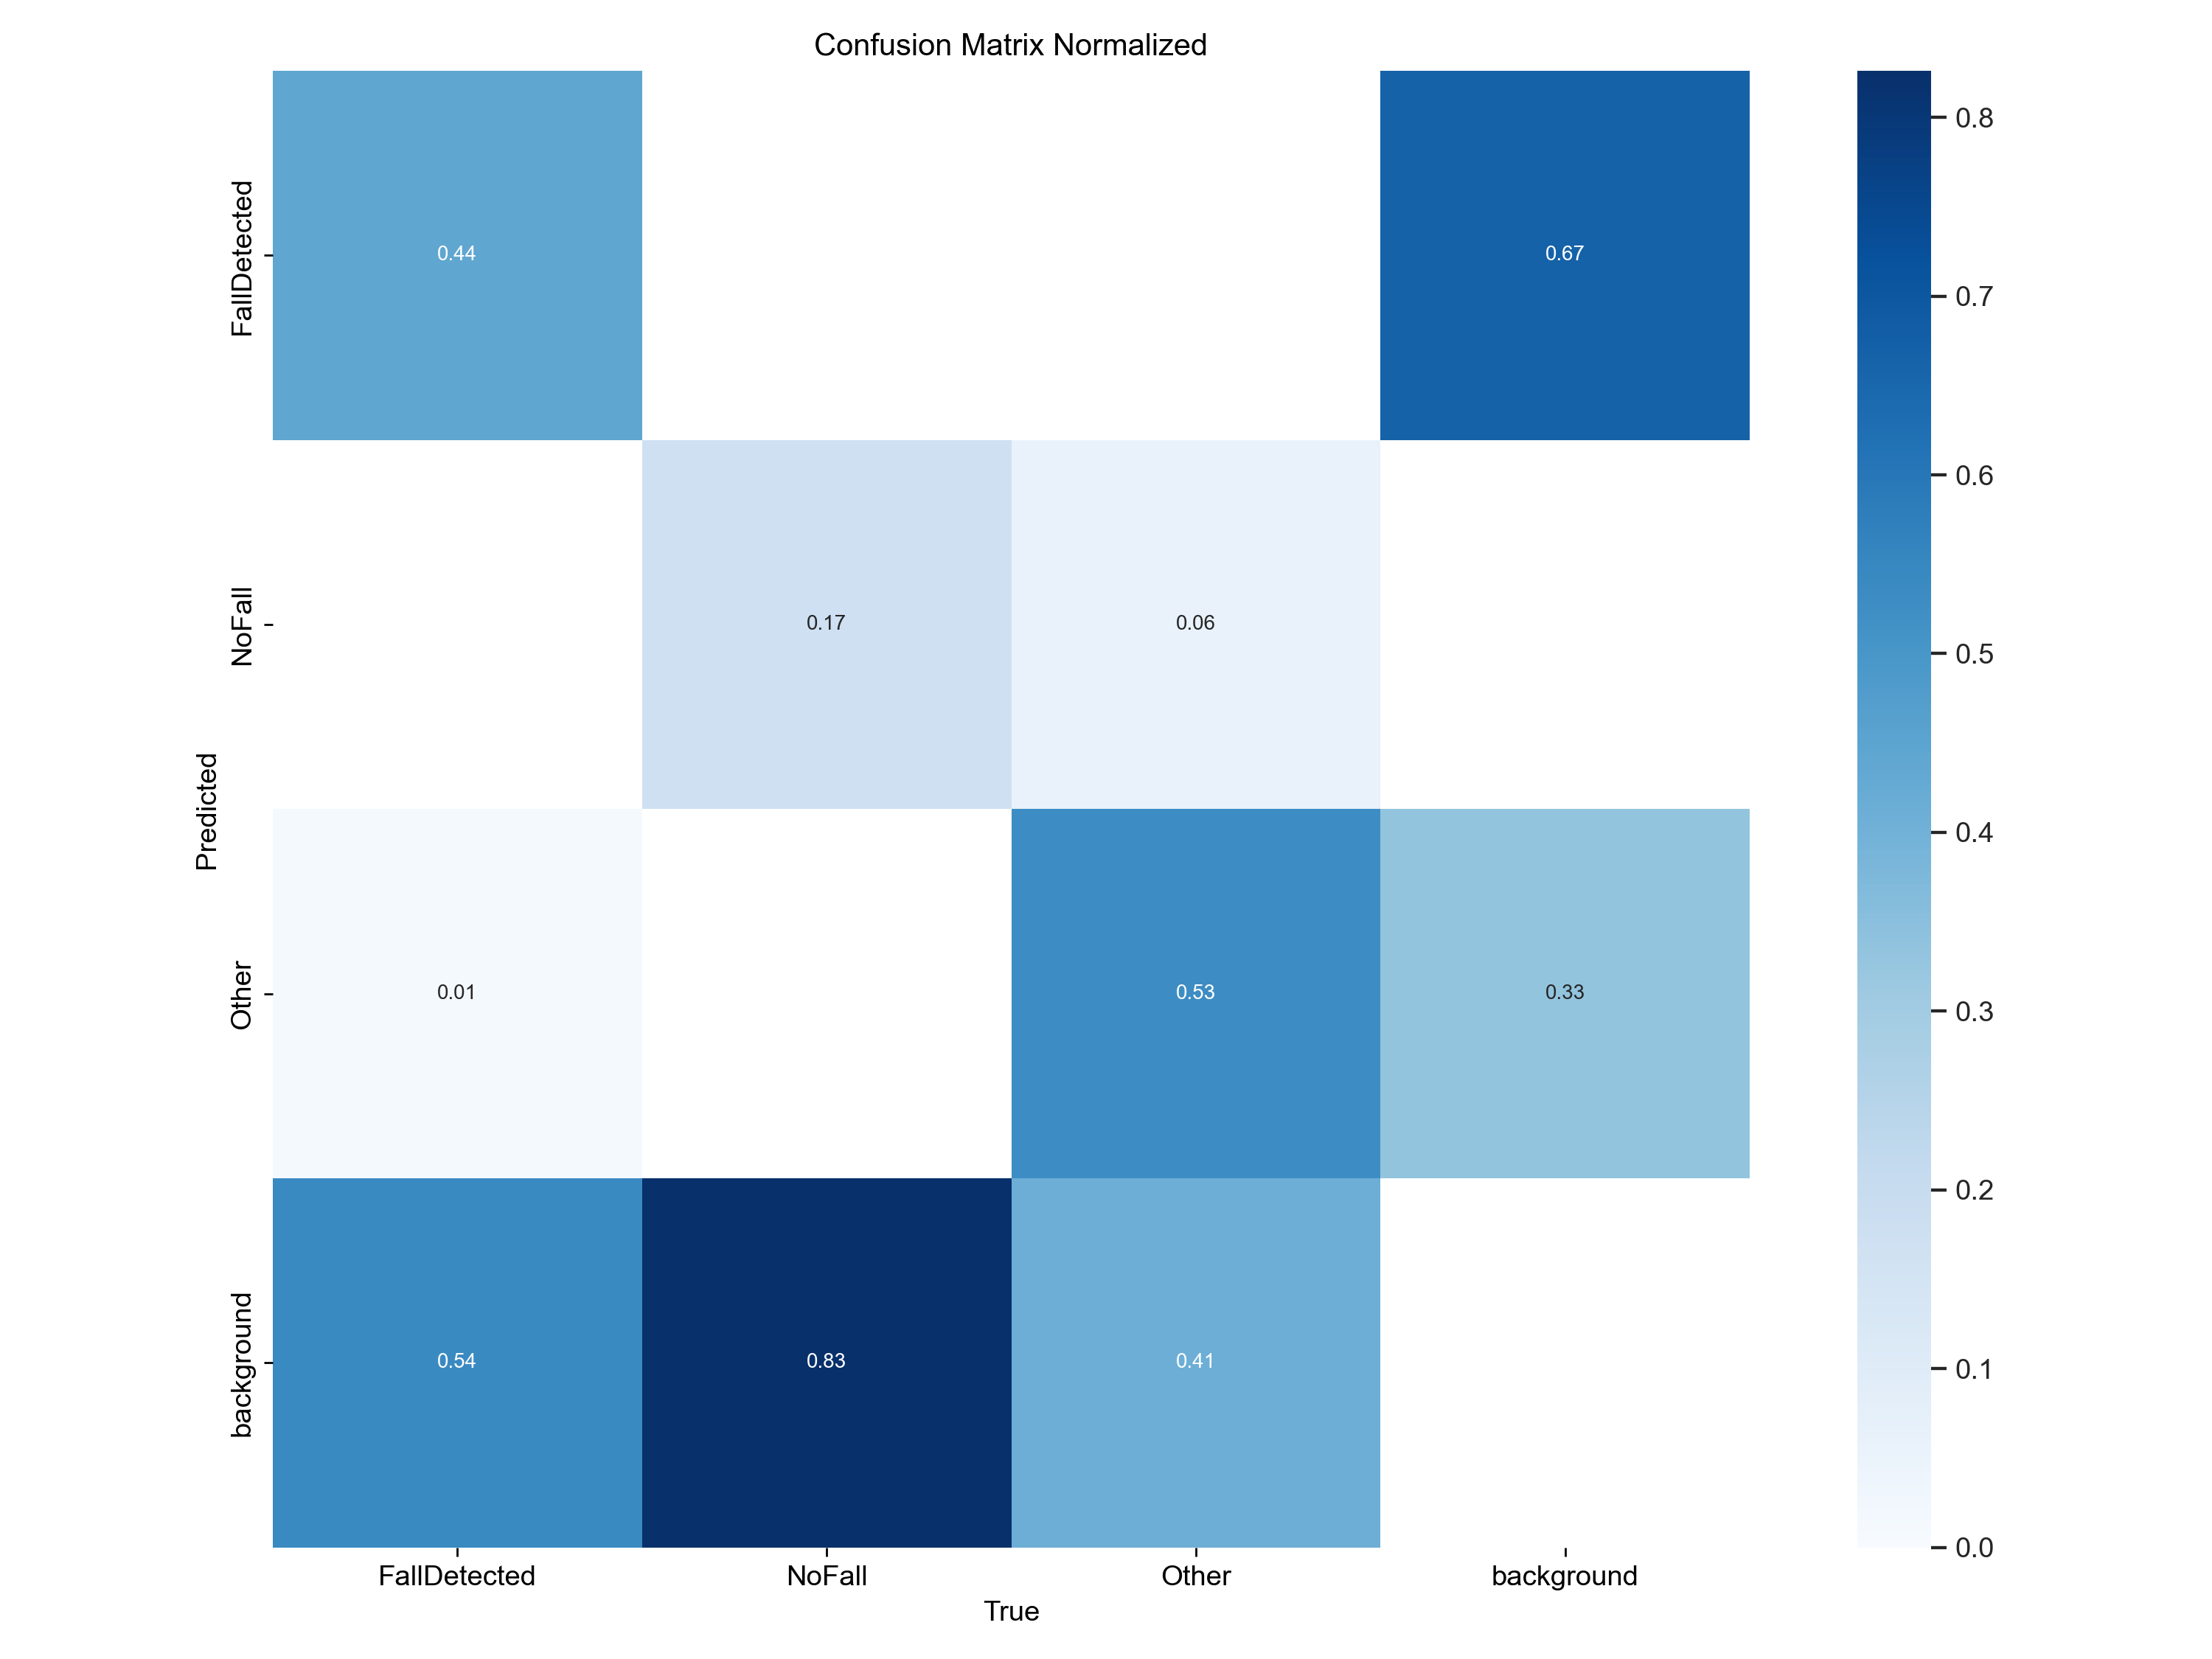 Confusion Matrix Normalized
FallDetected
NoFall
Other
background
Predicted
0.44
0.67
0.17
0.06
0.01
0.53
0.33
0.54
0.83
0.41
FallDetected
NoFall
Other
background
True
0.8
0.7
0.6
0.5
0.4
0.3
0.2
0.1
0.0